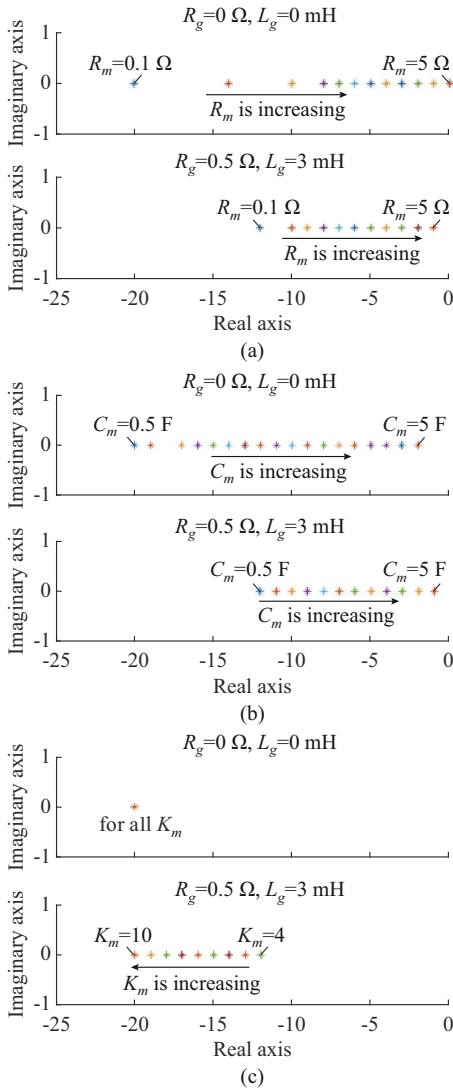 R_g=0 Ω, L_g=0 mH
Imaginary axis
1
0
-1
R_m=0.1 Ω
R_m=5 Ω
R_m is increasing
R_g=0.5 Ω, L_g=3 mH
Imaginary axis
1
0
-1
R_m=0.1 Ω
R_m=5 Ω
R_m is increasing
-25 -20 -15 -10 -5 0
Real axis
(a)
R_g=0 Ω, L_g=0 mH
Imaginary axis
1
0
-1
C_m=0.5 F
C_m=5 F
C_m is increasing
R_g=0.5 Ω, L_g=3 mH
Imaginary axis
1
0
-1
C_m=0.5 F
C_m=5 F
C_m is increasing
-25 -20 -15 -10 -5 0
Real axis
(b)
R_g=0 Ω, L_g=0 mH
Imaginary axis
1
0
-1
for all K_m
R_g=0.5 Ω, L_g=3 mH
Imaginary axis
1
0
-1
K_m=10
K_m=4
K_m is increasing
-25 -20 -15 -10 -5 0
Real axis
(c)